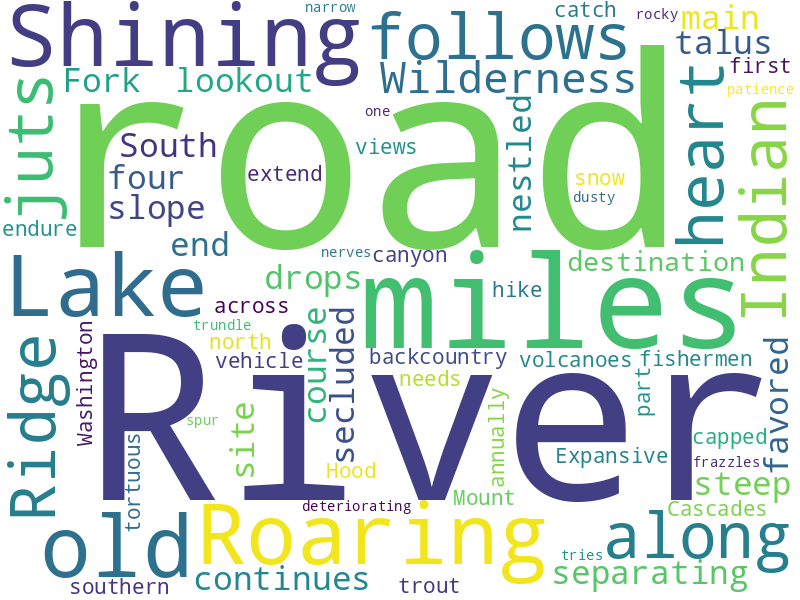 narrow
catch
rocky
main
Shining
follows
talus
first
Fork
lookout
Wilderness
patience
juts
road
one
heart
Indian
South
views
nestled
four
extend
snow
slope
dusty
endure
end
nerves
canyon
destination
Lake
drops
miles
hike
across
trundle
north
Washington
course
secluded
vehicle
backcountry
volcanoes
fishermen
Ridge
River
needs
part
favored
site
spur
annually
tortuous
capped
Expansive
frazzles
Hood
steep
Mount
deteriorating
Cascades
old
Roaring
along
tries
continues
separating
southern
trout